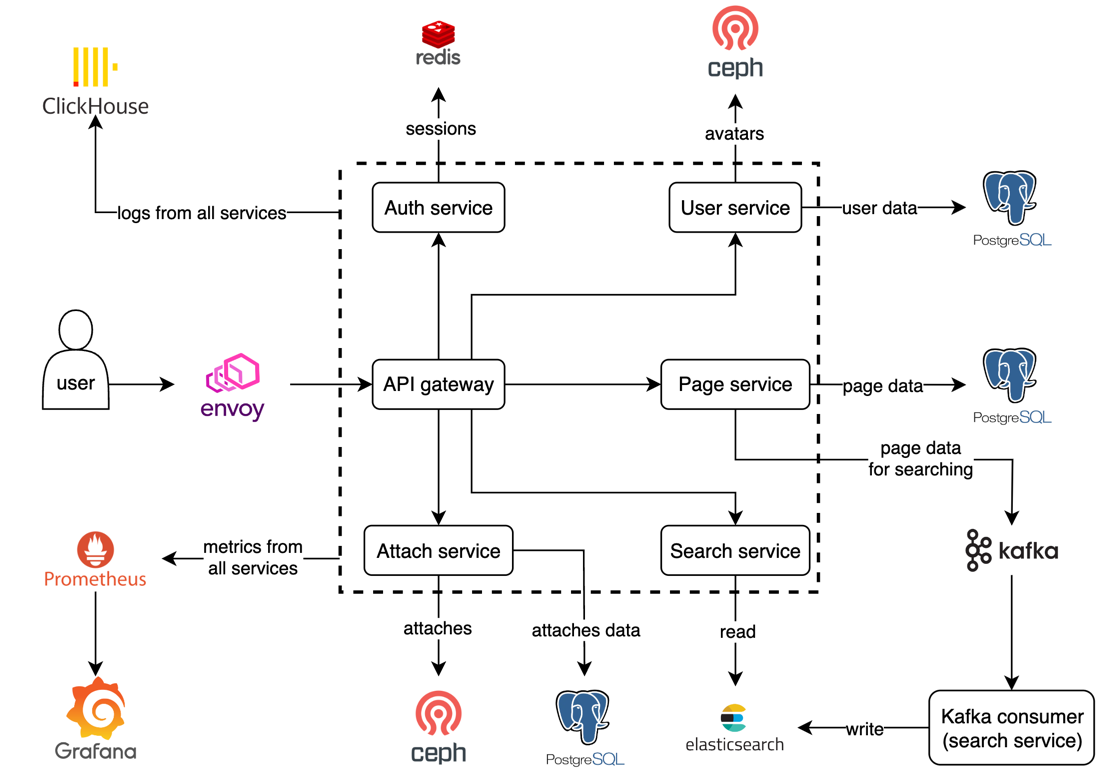 redis
ceph
ClickHouse
sessions
avatars
logs from all services
Auth service
User service
user data
PostgreSQL
user
envoy
API gateway
Page service
page data
PostgreSQL
page data
for searching
Prometheus
metrics from
all services
Attach service
Search service
kafka
attaches
attaches data
read
Grafana
ceph
PostgreSQL
elasticsearch
write
Kafka consumer
(search service)